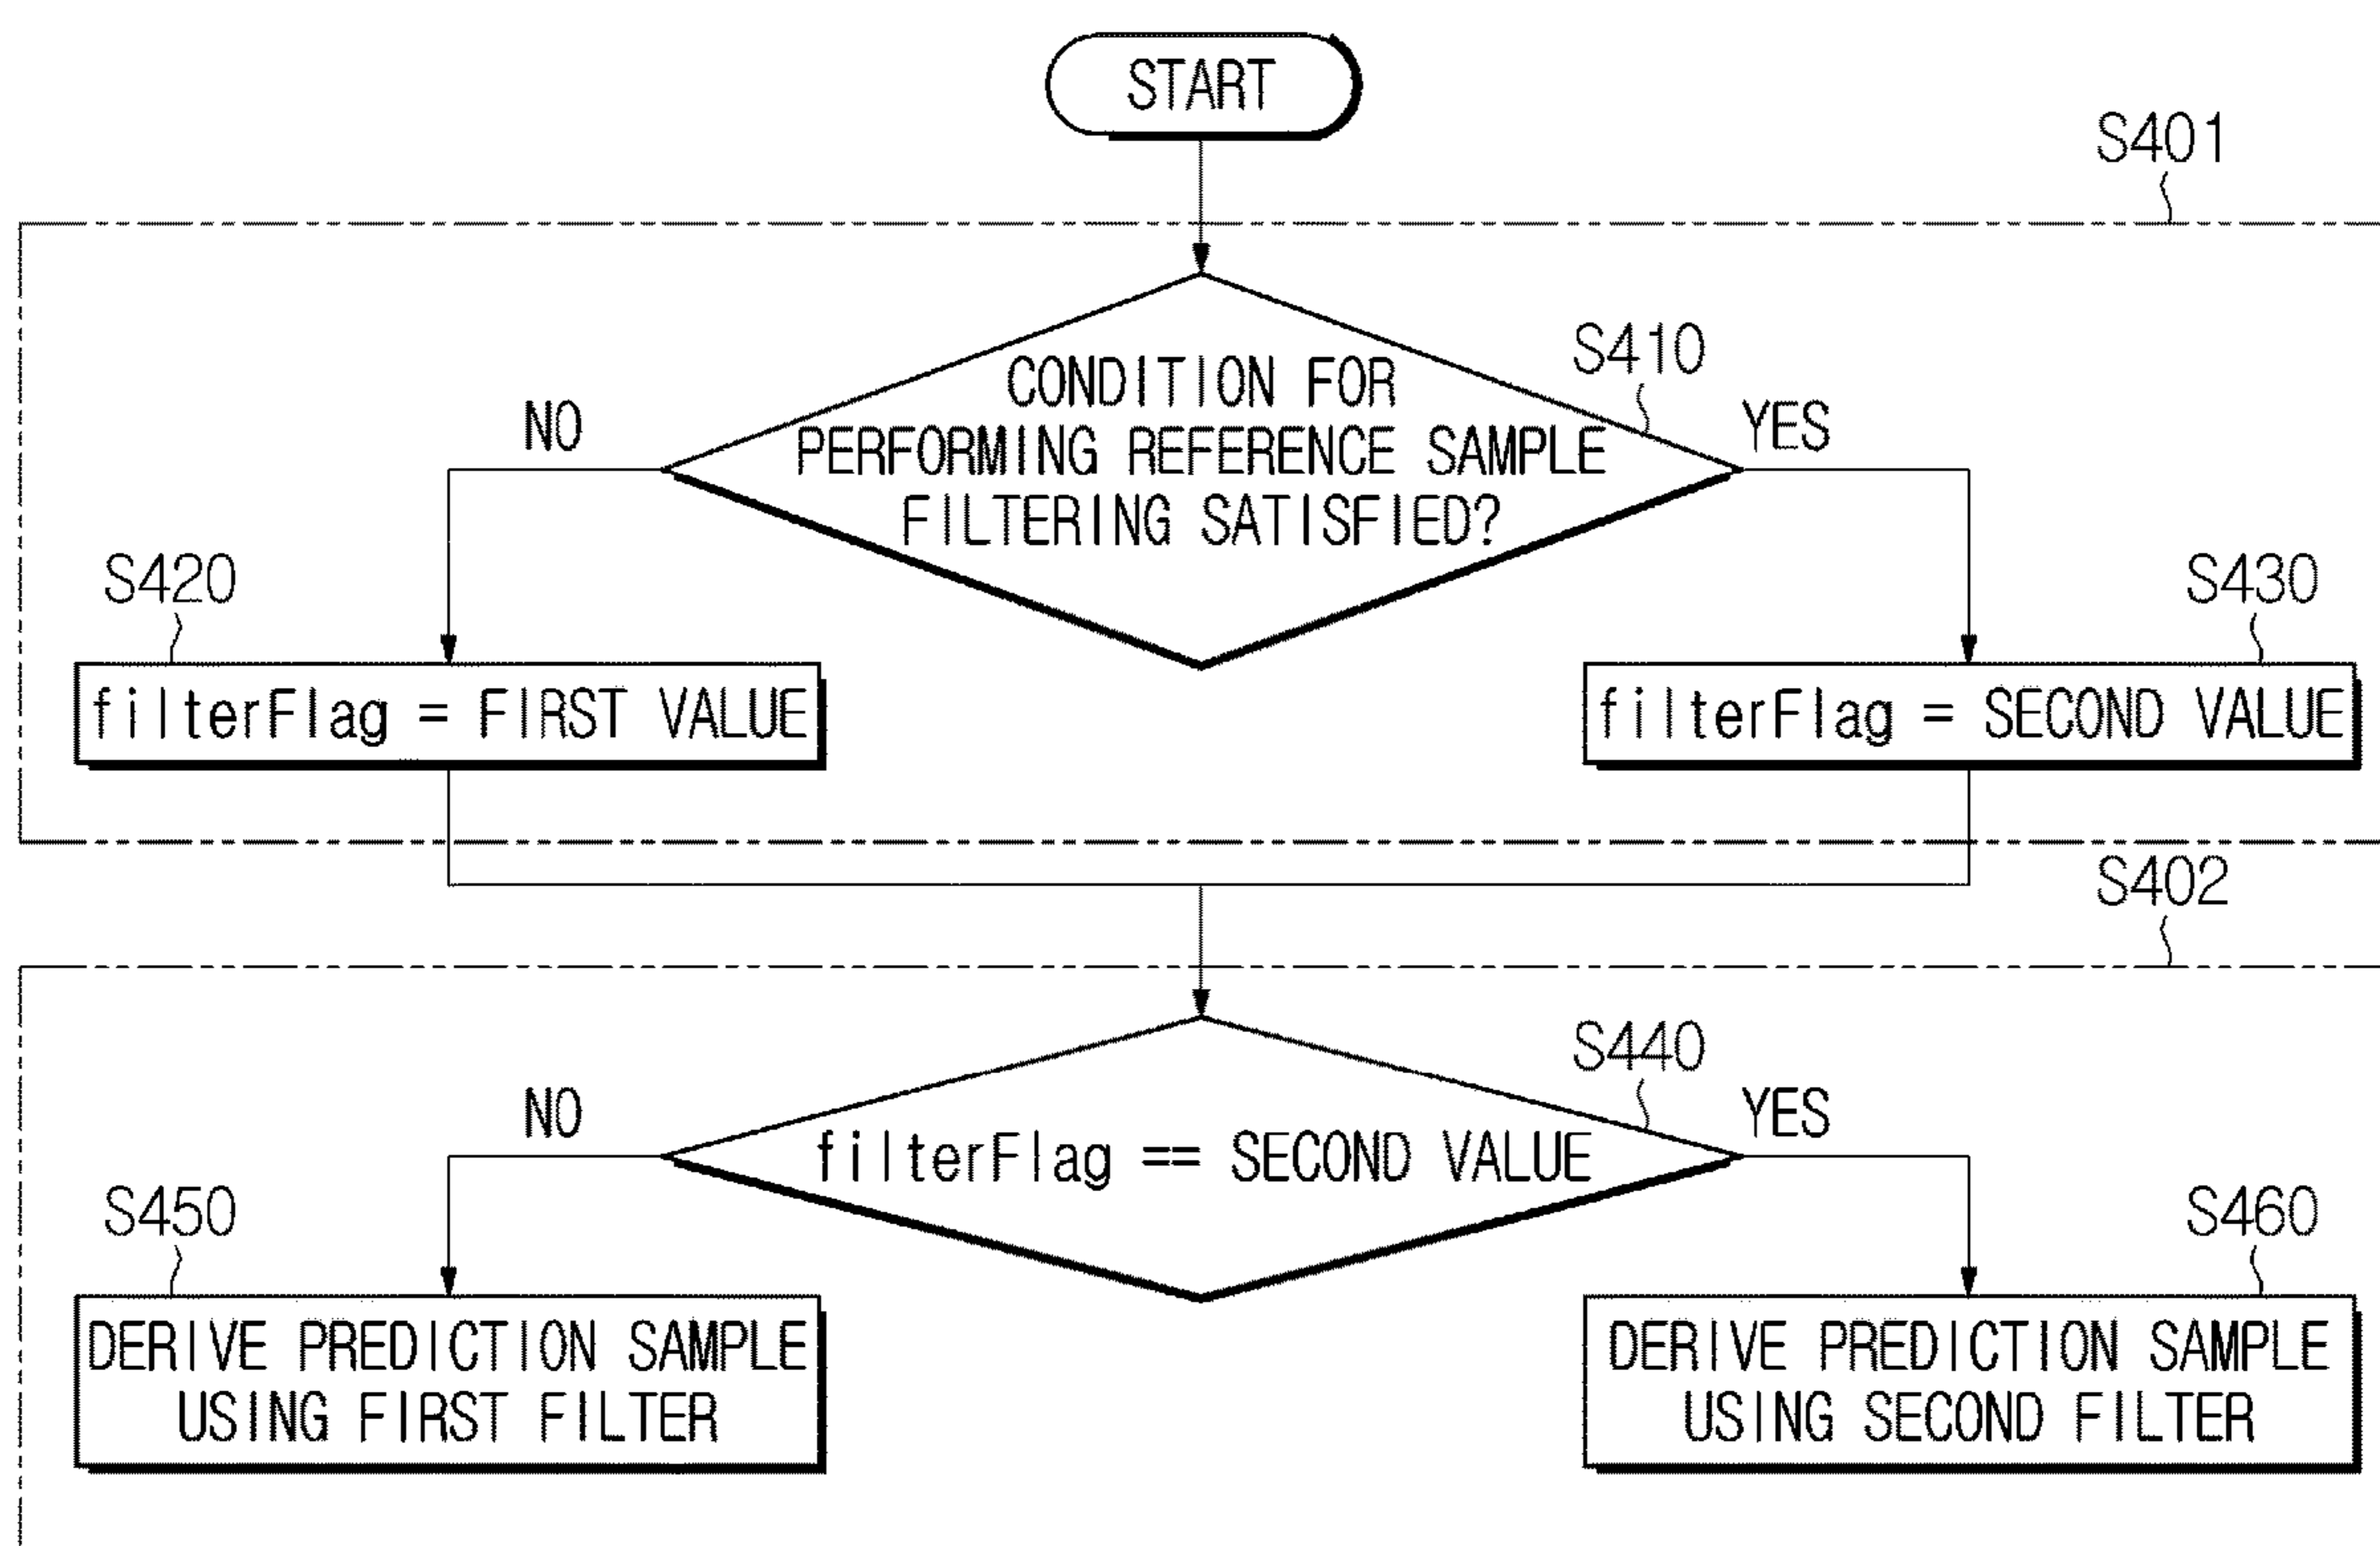 START
S401
S410
CONDITION FOR
PERFORMING REFERENCE SAMPLE
FILTERING SATISFIED?
NO
YES
S420
S430
filterFlag = FIRST VALUE
filterFlag = SECOND VALUE
S402
S440
NO
YES
filterFlag == SECOND VALUE
S450
S460
DERIVE PREDICTION SAMPLE
USING FIRST FILTER
DERIVE PREDICTION SAMPLE
USING SECOND FILTER